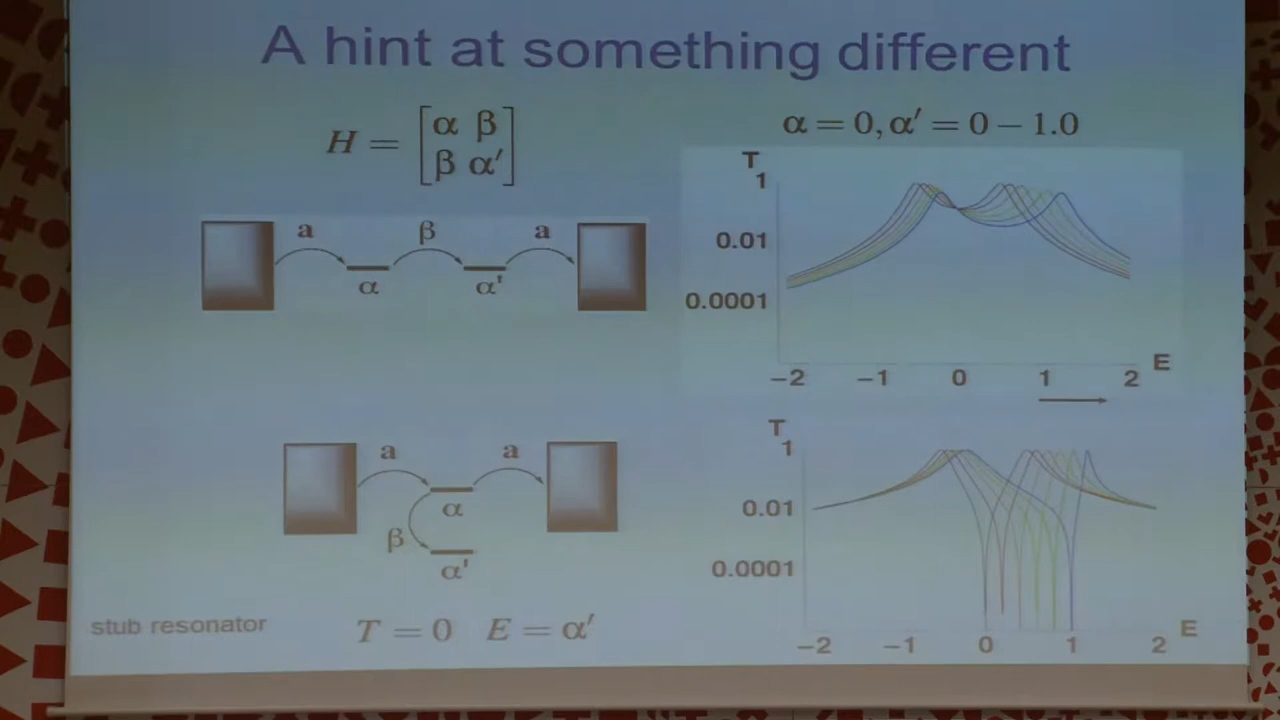 A hint at something different
H = [α β
β α′]
α = 0, α′ = 0 − 1.0
a β a
α α'
T
1
0.01
0.0001
−2 −1 0 1 2 E
a a
α
β
α'
stub resonator
T = 0 E = α′
T
1
0.01
0.0001
−2 −1 0 1 2 E